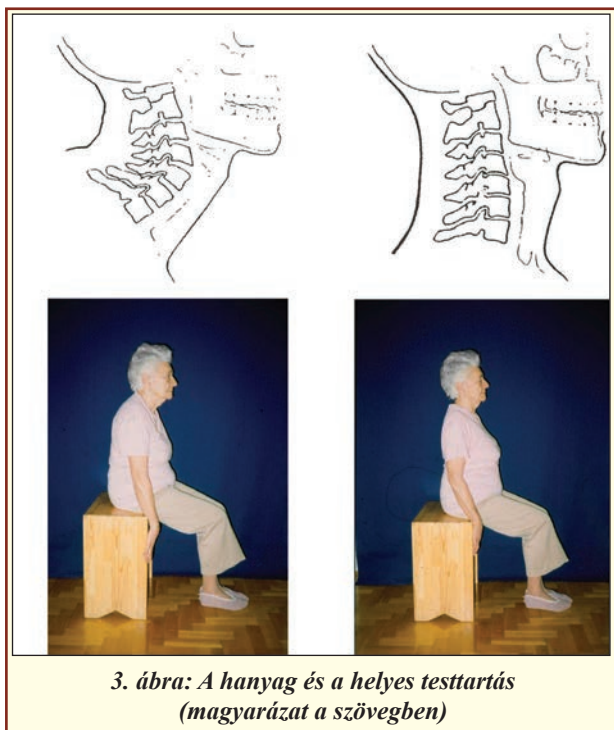 3. ábra: A hanyag és a helyes testtartás
(magyarázat a szövegben)